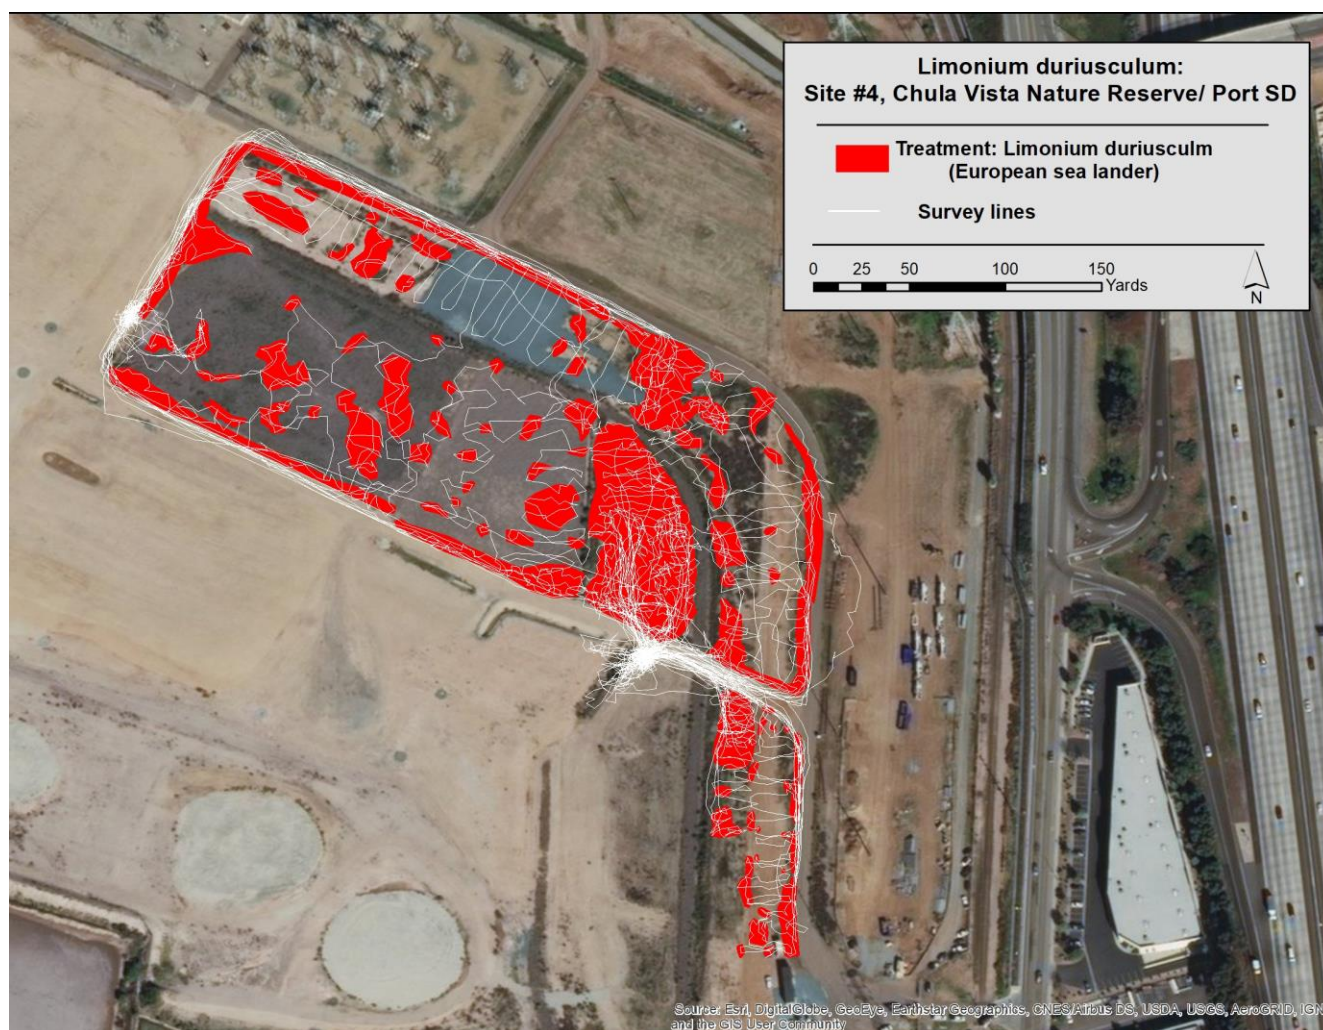 Limonium duriusculum:
Site #4, Chula Vista Nature Reserve/ Port SD
Treatment: Limonium duriusculm
(European sea lander)
Survey lines
0 25 50 100 150
Yards
N
Source: Esri, DigitalGlobe, GeoEye, Earthstar Geographics, CNES/Airbus DS, USDA, USGS, AeroGRID, IGN
and the GIS User Community